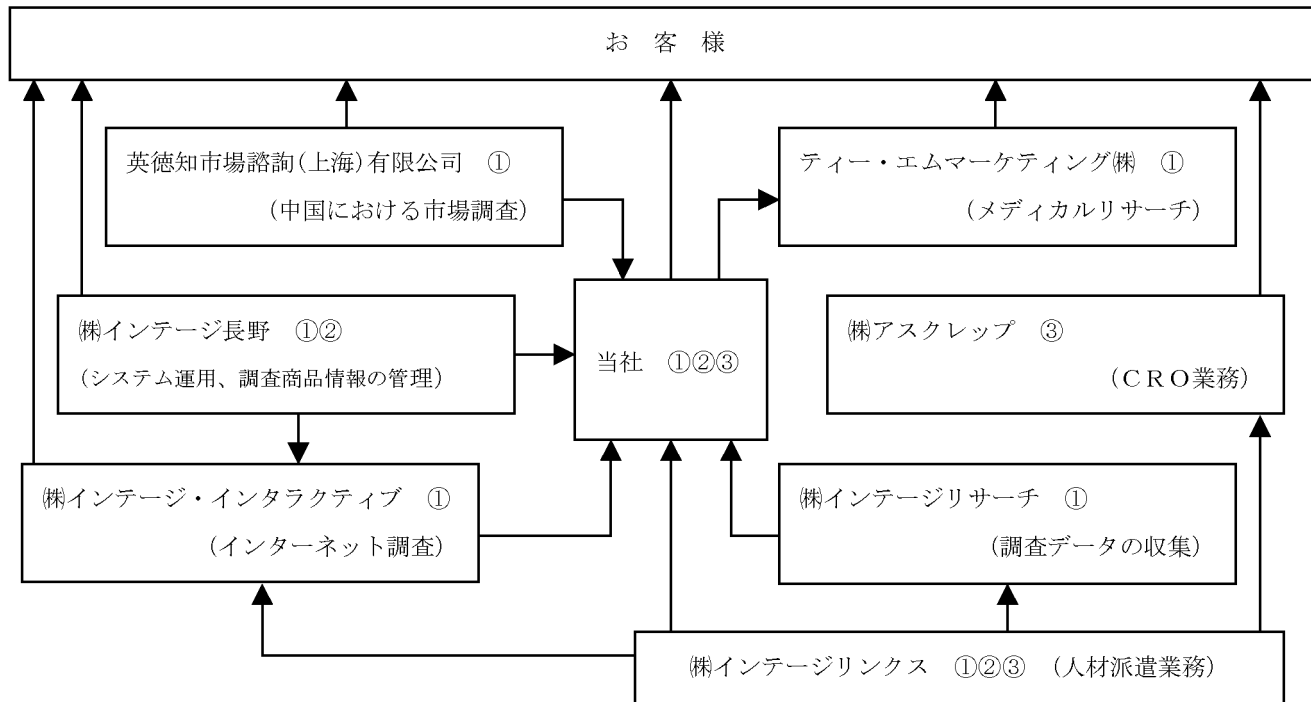 お 客 様
英徳知市場諮詢(上海)有限公司 ①
(中国における市場調査)
ティー・エムマーケティング㈱ ①
(メディカルリサーチ)
㈱インテージ長野 ①②
(システム運用、調査商品情報の管理)
当社 ①②③
㈱アスクレップ ③
(CRO業務)
㈱インテージ・インタラクティブ ①
(インターネット調査)
㈱インテージリサーチ ①
(調査データの収集)
㈱インテージリンクス ①②③ (人材派遣業務)